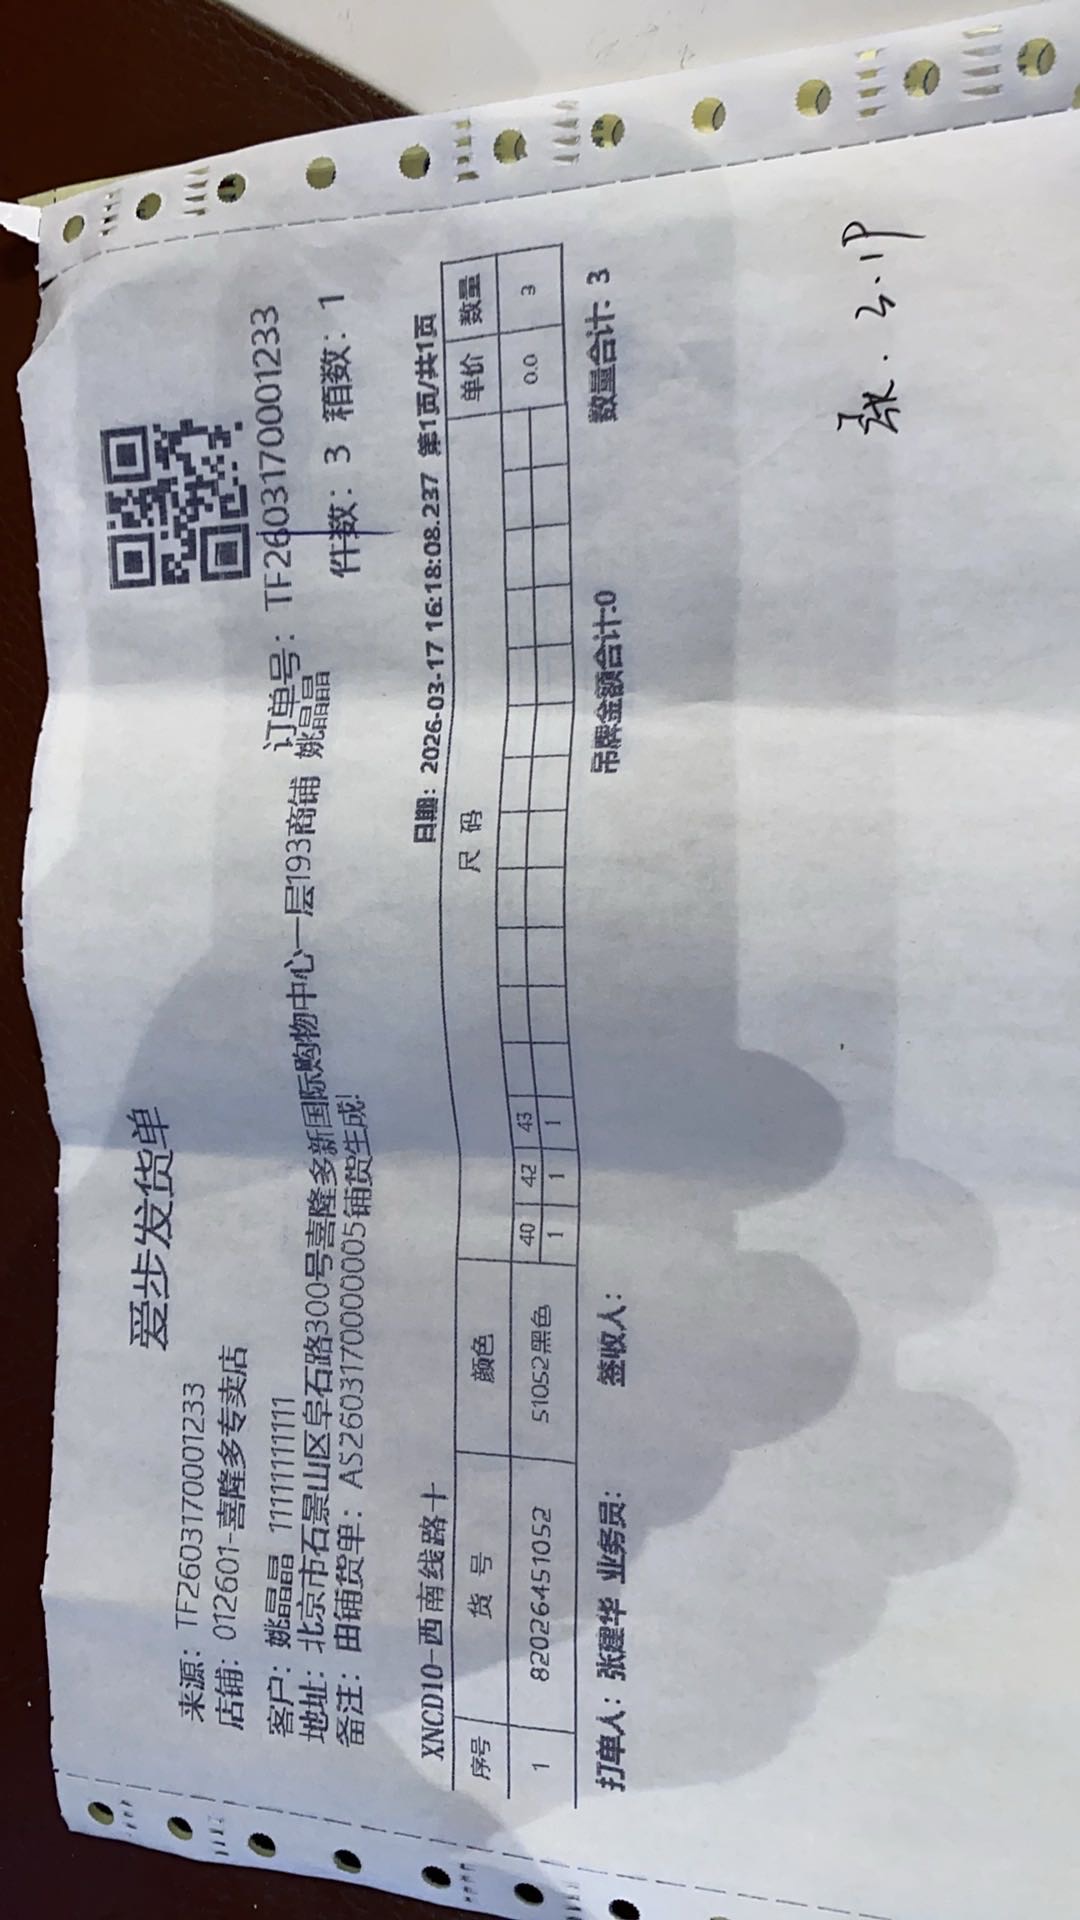 爱步发货单
来源：TF2603170001233
店铺：012601-喜隆多专卖店 订单号：TF2603170001233
客户：姚晶晶 11111111111 姚晶晶 件数：3 箱数：1
地址：北京市石景山区阜石路300号喜隆多新国际购物中心一层193商铺
备注：由铺货单：AS2603170000005铺货生成!
XNCD10-西南线路十 日期：2026-03-17 16:18:08.237 第1页/共1页
序号 货号 颜色 尺码 单价 数量
40 42 43
1 82026451052 51052黑色 1 1 1 0.0 3
打单人：张建华 业务员： 签收人： 吊牌金额合计:0 数量合计: 3